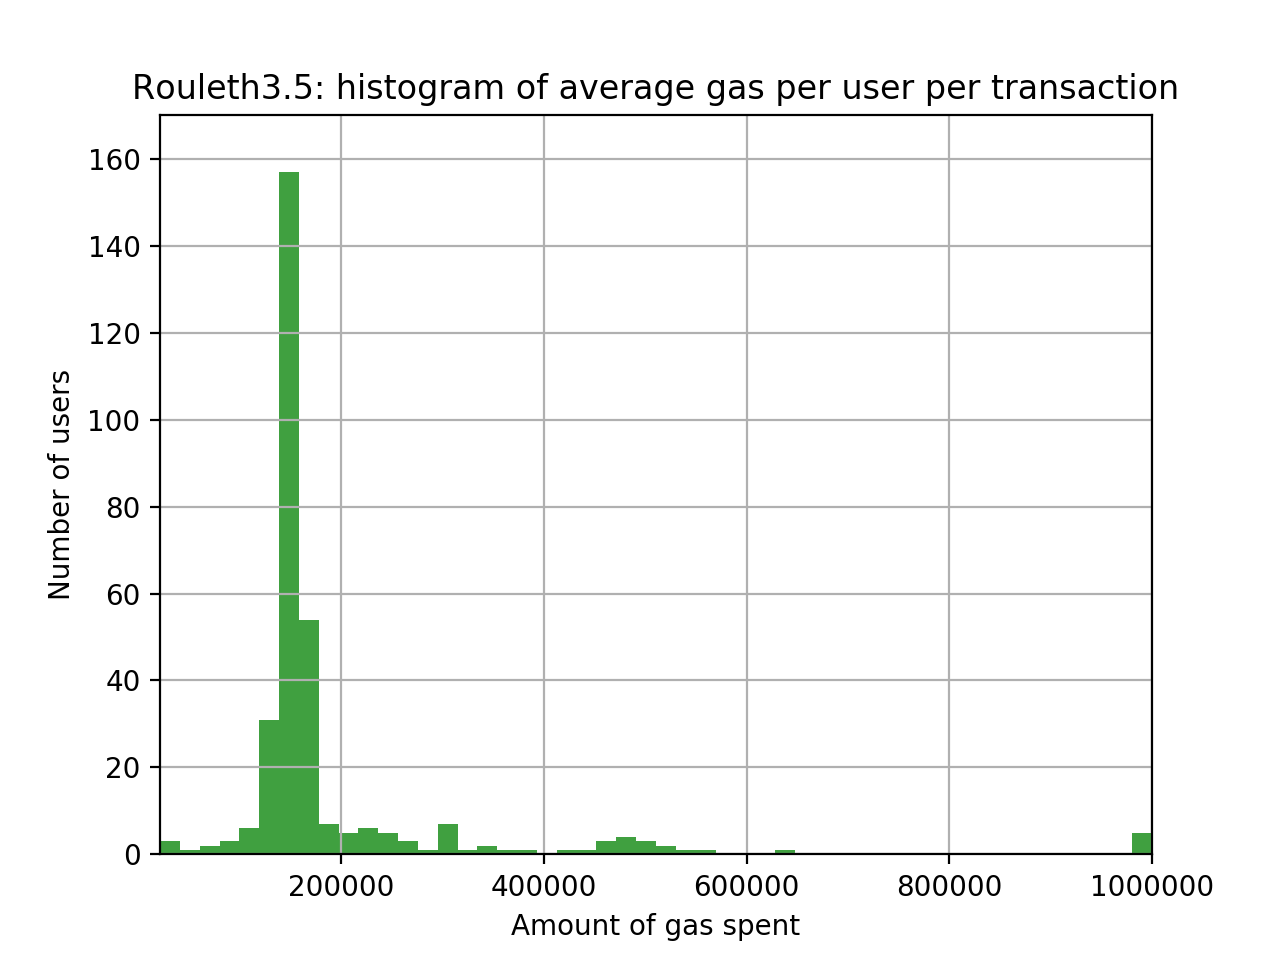 Rouleth3.5: histogram of average gas per user per transaction
160
140
120
100
80
60
40
20
0
Number of users
200000 400000 600000 800000 1000000
Amount of gas spent